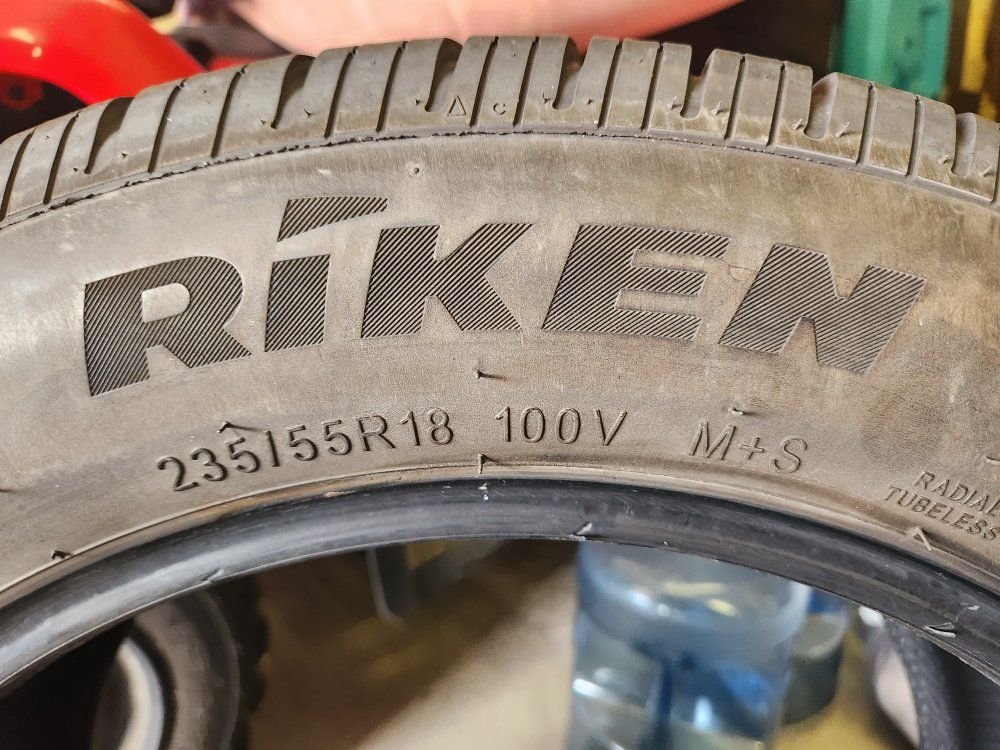 Δ C
RIKEN
235/55R18 100V M+S
RADIAL
TUBELESS